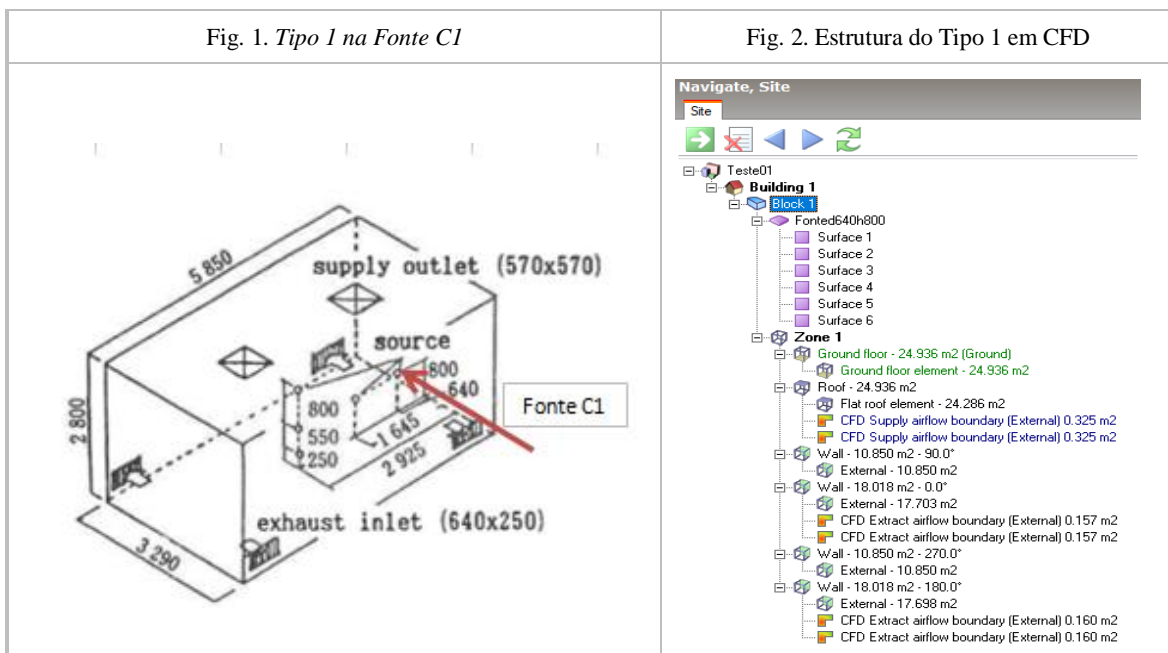 Fig. 1. Tipo 1 na Fonte C1
Fig. 2. Estrutura do Tipo 1 em CFD
5 850
supply outlet (570x570)
source
800
640
800
550
250
1 645
2 925
2 800
3 290
exhaust inlet (640x250)
Fonte C1
Navigate, Site
Site
Teste01
Building 1
Block 1
Fonted640h800
Surface 1
Surface 2
Surface 3
Surface 4
Surface 5
Surface 6
Zone 1
Ground floor - 24.936 m2 (Ground)
Ground floor element - 24.936 m2
Roof - 24.936 m2
Flat roof element - 24.286 m2
CFD Supply airflow boundary (External) 0.325 m2
CFD Supply airflow boundary (External) 0.325 m2
Wall - 10.850 m2 - 90.0°
External - 10.850 m2
Wall - 18.018 m2 - 0.0°
External - 17.703 m2
CFD Extract airflow boundary (External) 0.157 m2
CFD Extract airflow boundary (External) 0.157 m2
Wall - 10.850 m2 - 270.0°
External - 10.850 m2
Wall - 18.018 m2 - 180.0°
External - 17.698 m2
CFD Extract airflow boundary (External) 0.160 m2
CFD Extract airflow boundary (External) 0.160 m2